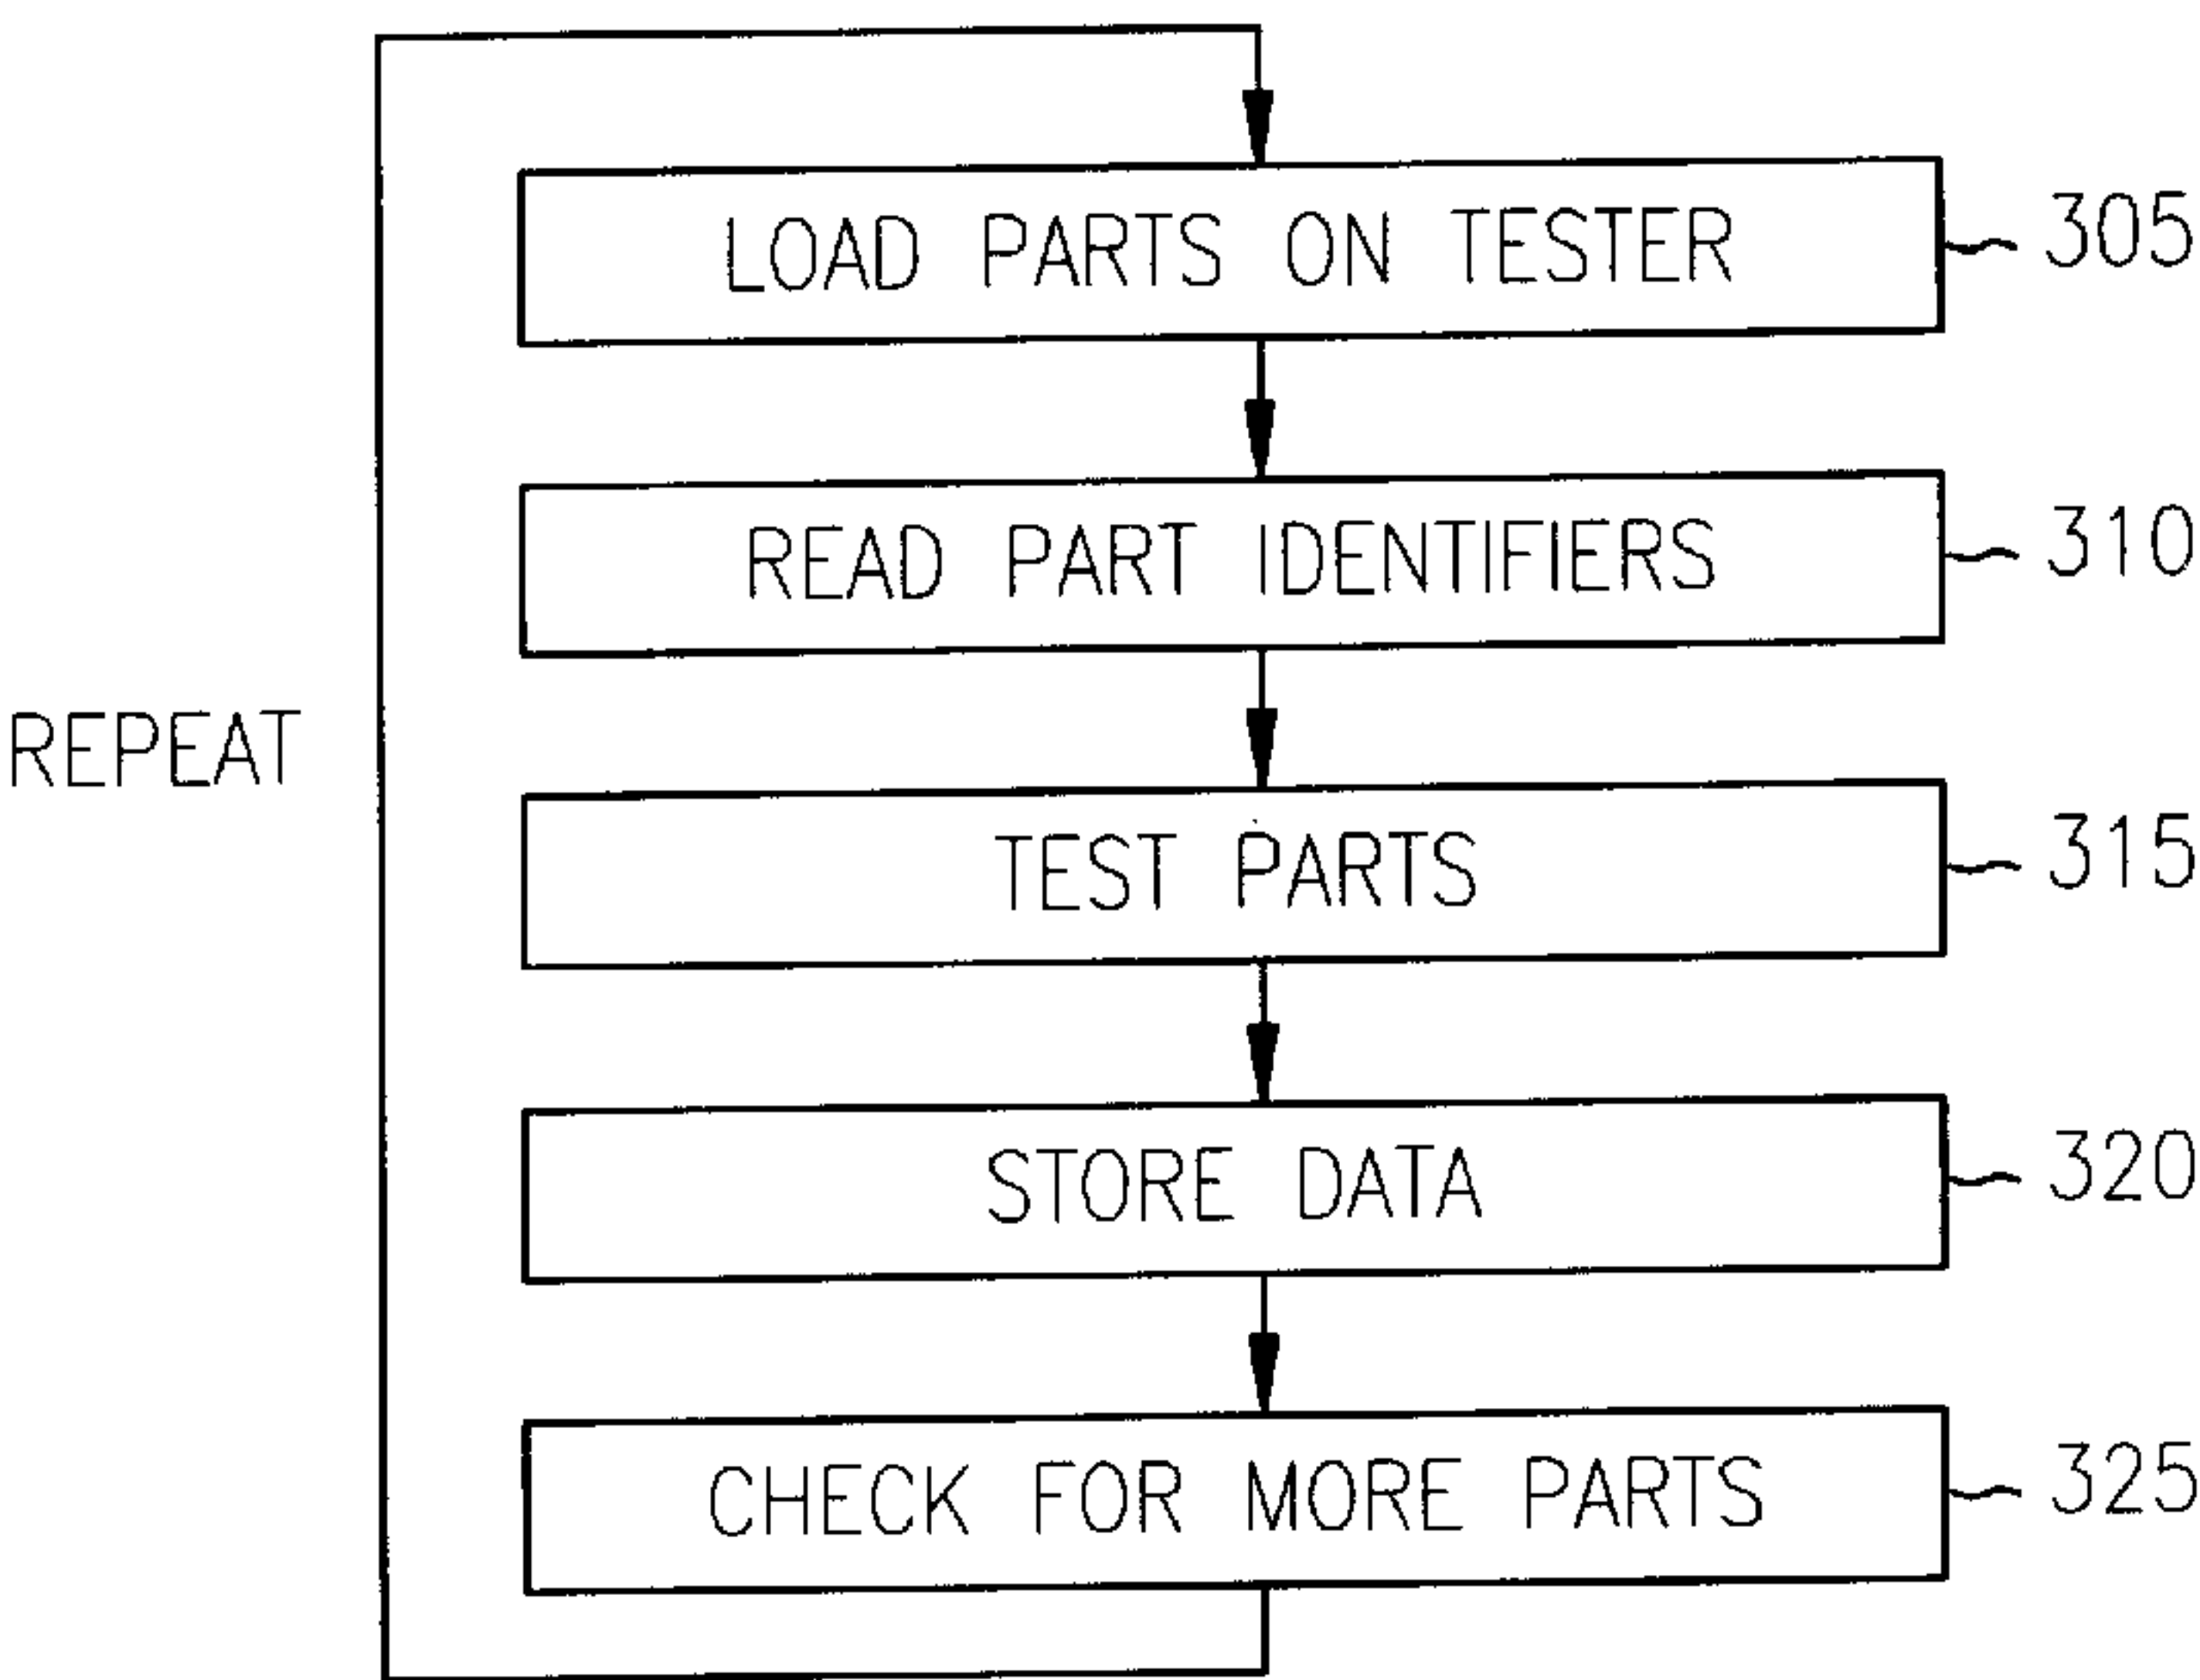 LOAD PARTS ON TESTER 305
READ PART IDENTIFIERS 310
REPEAT
TEST PARTS 315
STORE DATA 320
CHECK FOR MORE PARTS 325